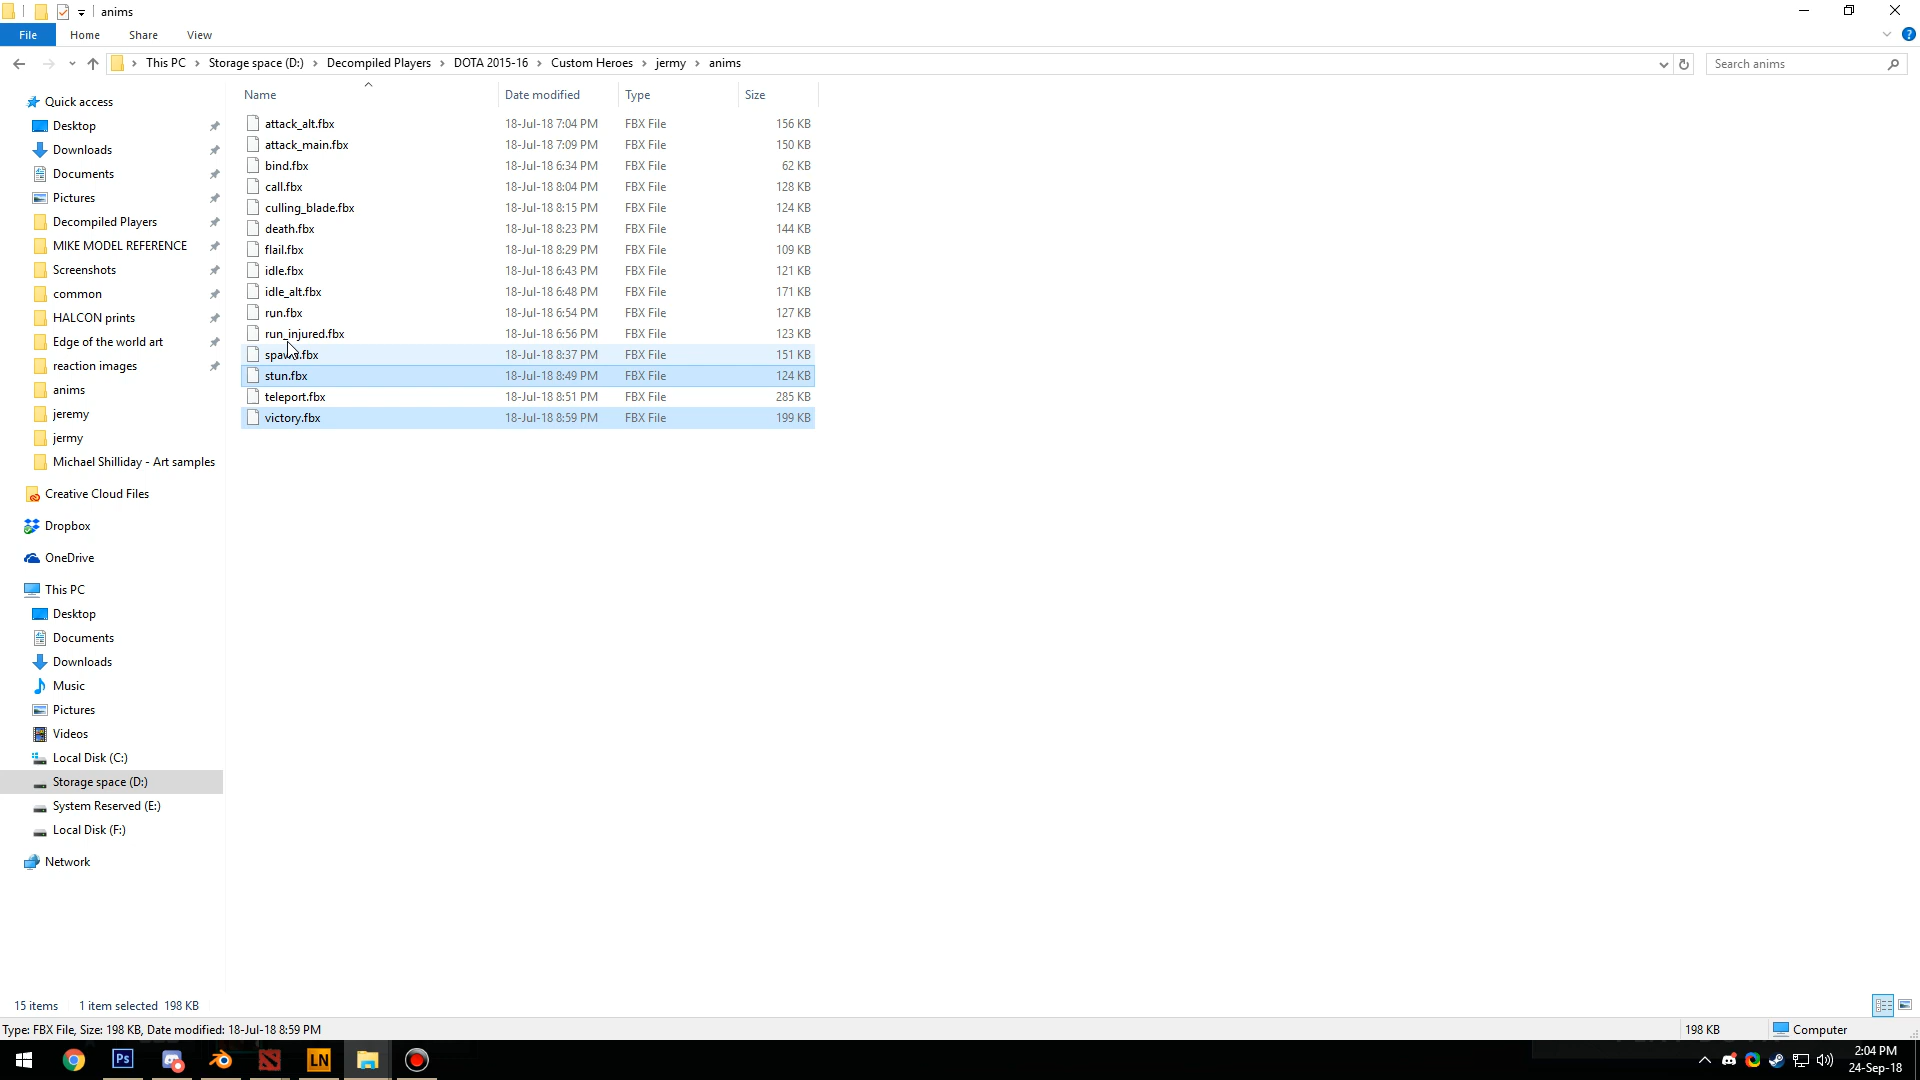 anims
File Home Share View
This PC Storage space (D:) Decompiled Players DOTA 2015-16 Custom Heroes jermy anims
Search anims
Name Date modified Type Size
attack_alt.fbx 18-Jul-18 7:04 PM FBX File 156 KB
attack_main.fbx 18-Jul-18 7:09 PM FBX File 150 KB
bind.fbx 18-Jul-18 6:34 PM FBX File 62 KB
call.fbx 18-Jul-18 8:04 PM FBX File 128 KB
culling_blade.fbx 18-Jul-18 8:15 PM FBX File 124 KB
death.fbx 18-Jul-18 8:23 PM FBX File 144 KB
flail.fbx 18-Jul-18 8:29 PM FBX File 109 KB
idle.fbx 18-Jul-18 6:43 PM FBX File 121 KB
idle_alt.fbx 18-Jul-18 6:48 PM FBX File 171 KB
run.fbx 18-Jul-18 6:54 PM FBX File 127 KB
run_injured.fbx 18-Jul-18 6:56 PM FBX File 123 KB
spawn.fbx 18-Jul-18 8:37 PM FBX File 151 KB
stun.fbx 18-Jul-18 8:49 PM FBX File 124 KB
teleport.fbx 18-Jul-18 8:51 PM FBX File 285 KB
victory.fbx 18-Jul-18 8:59 PM FBX File 199 KB
Quick access
Desktop
Downloads
Documents
Pictures
Decompiled Players
MIKE MODEL REFERENCE
Screenshots
common
HALCON prints
Edge of the world art
reaction images
anims
jeremy
jermy
Michael Shilliday - Art samples
Creative Cloud Files
Dropbox
OneDrive
This PC
Desktop
Documents
Downloads
Music
Pictures
Videos
Local Disk (C:)
Storage space (D:)
System Reserved (E:)
Local Disk (F:)
Network
15 items 1 item selected 198 KB
Type: FBX File, Size: 198 KB, Date modified: 18-Jul-18 8:59 PM
198 KB
Computer
Ps
LN
2:04 PM
24-Sep-18